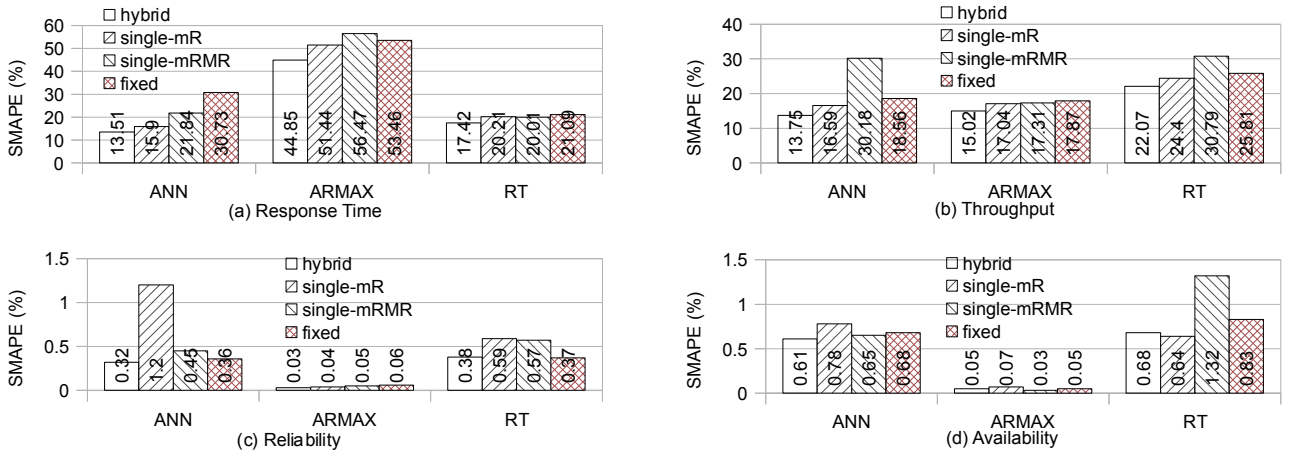 60
50
40
30
20
10
0
SMAPE (%)
hybrid
single-mR
single-mRMR
fixed
13.51
15.9
21.84
30.73
44.85
51.44
56.47
53.46
17.42
20.21
20.01
21.09
ANN
ARMAX
RT
(a) Response Time
40
30
20
10
0
SMAPE (%)
hybrid
single-mR
single-mRMR
fixed
13.75
16.59
30.18
18.56
15.02
17.04
17.31
17.87
22.07
24.4
30.79
25.81
ANN
ARMAX
RT
(b) Throughput
1.5
1
0.5
0
SMAPE (%)
hybrid
single-mR
single-mRMR
fixed
0.32
1.2
0.45
0.36
0.03
0.04
0.05
0.06
0.38
0.59
0.57
0.37
ANN
ARMAX
RT
(c) Reliability
1.5
1
0.5
0
SMAPE (%)
hybrid
single-mR
single-mRMR
fixed
0.61
0.78
0.65
0.68
0.05
0.07
0.03
0.05
0.68
0.64
1.32
0.83
ANN
ARMAX
RT
(d) Availability